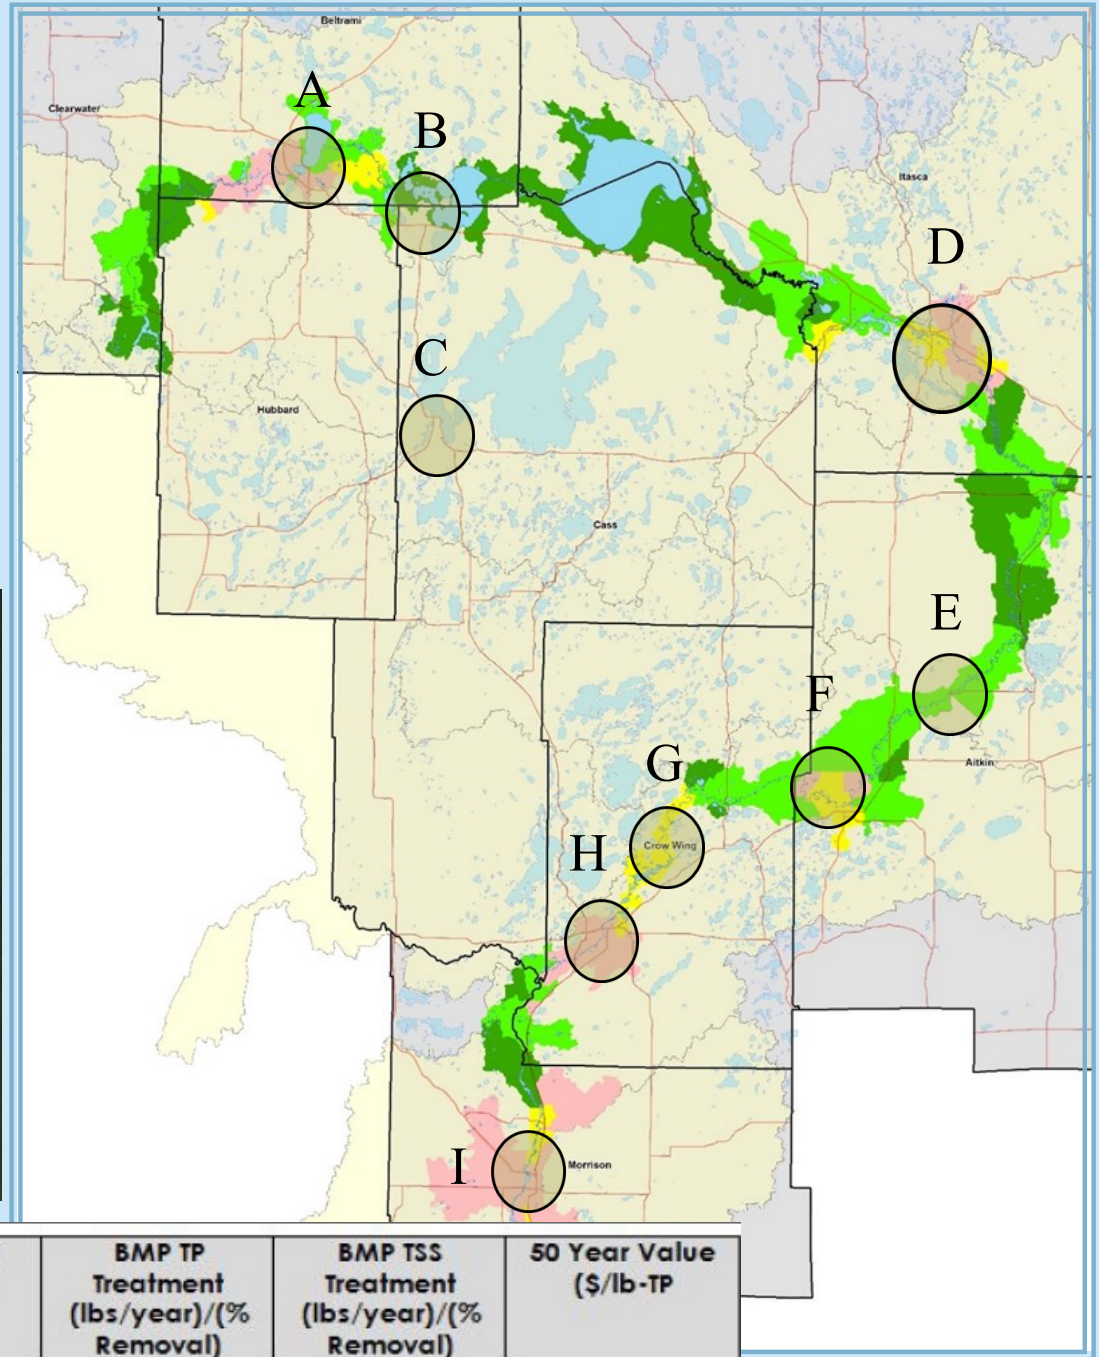 Beltrami
A
Clearwater
B
Itasca
D
C
Hubbard
Cass
E
F
Aitkin
G
Crow Wing
H
I
Morrison
BMP TP
Treatment
(lbs/year)/(%
Removal)
BMP TSS
Treatment
(lbs/year)/(%
Removal)
50 Year Value
($/lb-TP